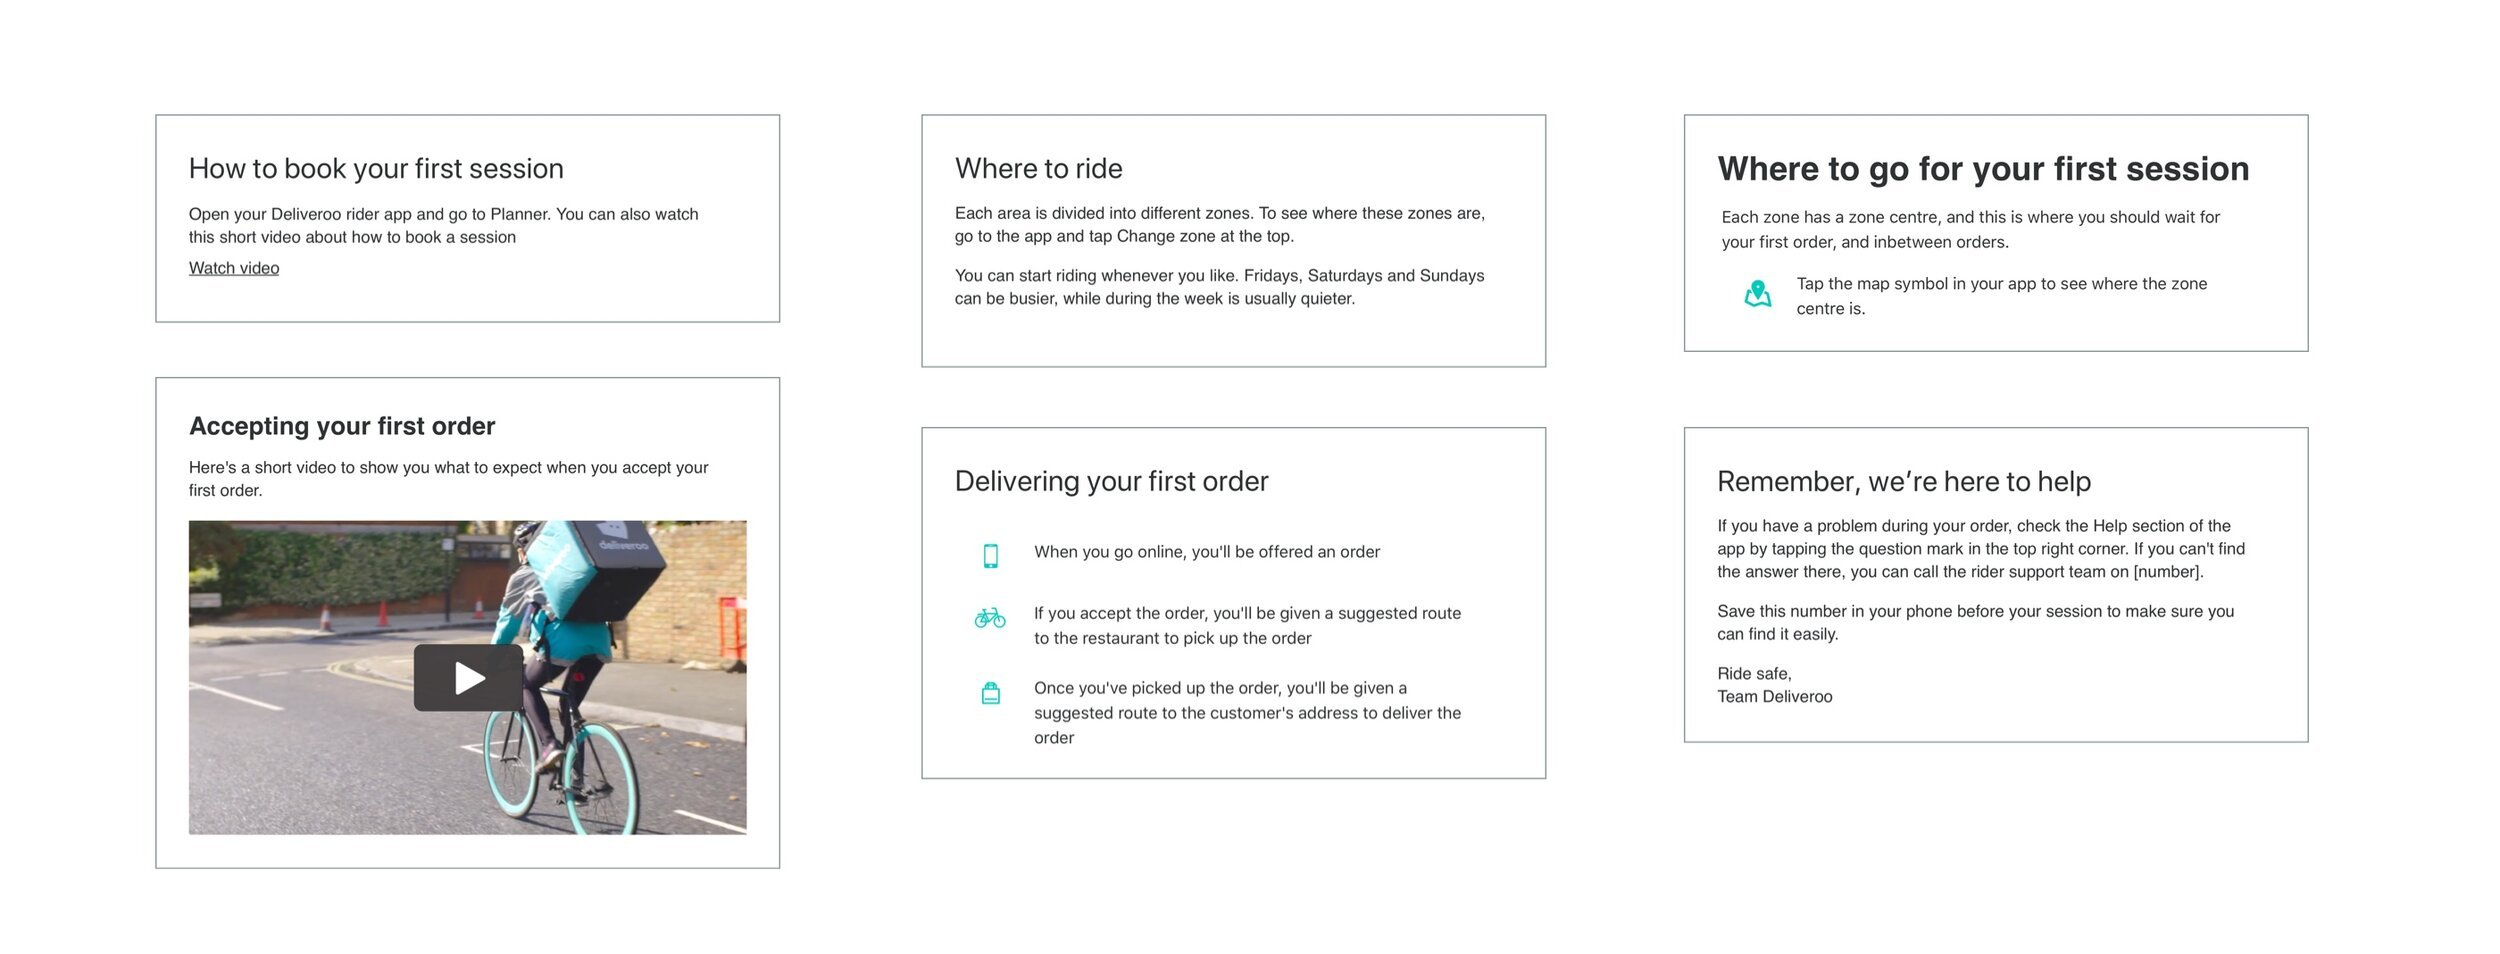 How to book your first session
Open your Deliveroo rider app and go to Planner. You can also watch
this short video about how to book a session
Watch video
Accepting your first order
Here's a short video to show you what to expect when you accept your
first order.
deliveroo
Where to ride
Each area is divided into different zones. To see where these zones are,
go to the app and tap Change zone at the top.
You can start riding whenever you like. Fridays, Saturdays and Sundays
can be busier, while during the week is usually quieter.
Delivering your first order
When you go online, you'll be offered an order
If you accept the order, you'll be given a suggested route
to the restaurant to pick up the order
Once you've picked up the order, you'll be given a
suggested route to the customer's address to deliver the
order
Where to go for your first session
Each zone has a zone centre, and this is where you should wait for
your first order, and inbetween orders.
Tap the map symbol in your app to see where the zone
centre is.
Remember, we’re here to help
If you have a problem during your order, check the Help section of the
app by tapping the question mark in the top right corner. If you can't find
the answer there, you can call the rider support team on [number].
Save this number in your phone before your session to make sure you
can find it easily.
Ride safe,
Team Deliveroo